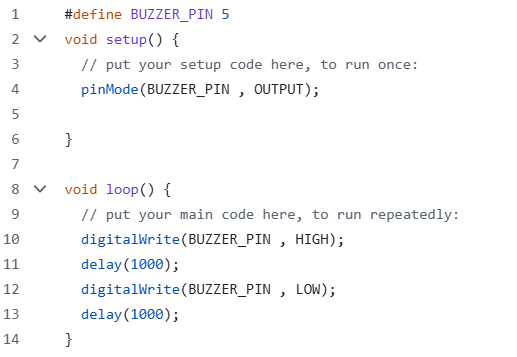 1 #define BUZZER_PIN 5
2 void setup() {
3   // put your setup code here, to run once:
4   pinMode(BUZZER_PIN , OUTPUT);
5
6 }
7
8 void loop() {
9   // put your main code here, to run repeatedly:
10   digitalWrite(BUZZER_PIN , HIGH);
11   delay(1000);
12   digitalWrite(BUZZER_PIN , LOW);
13   delay(1000);
14 }